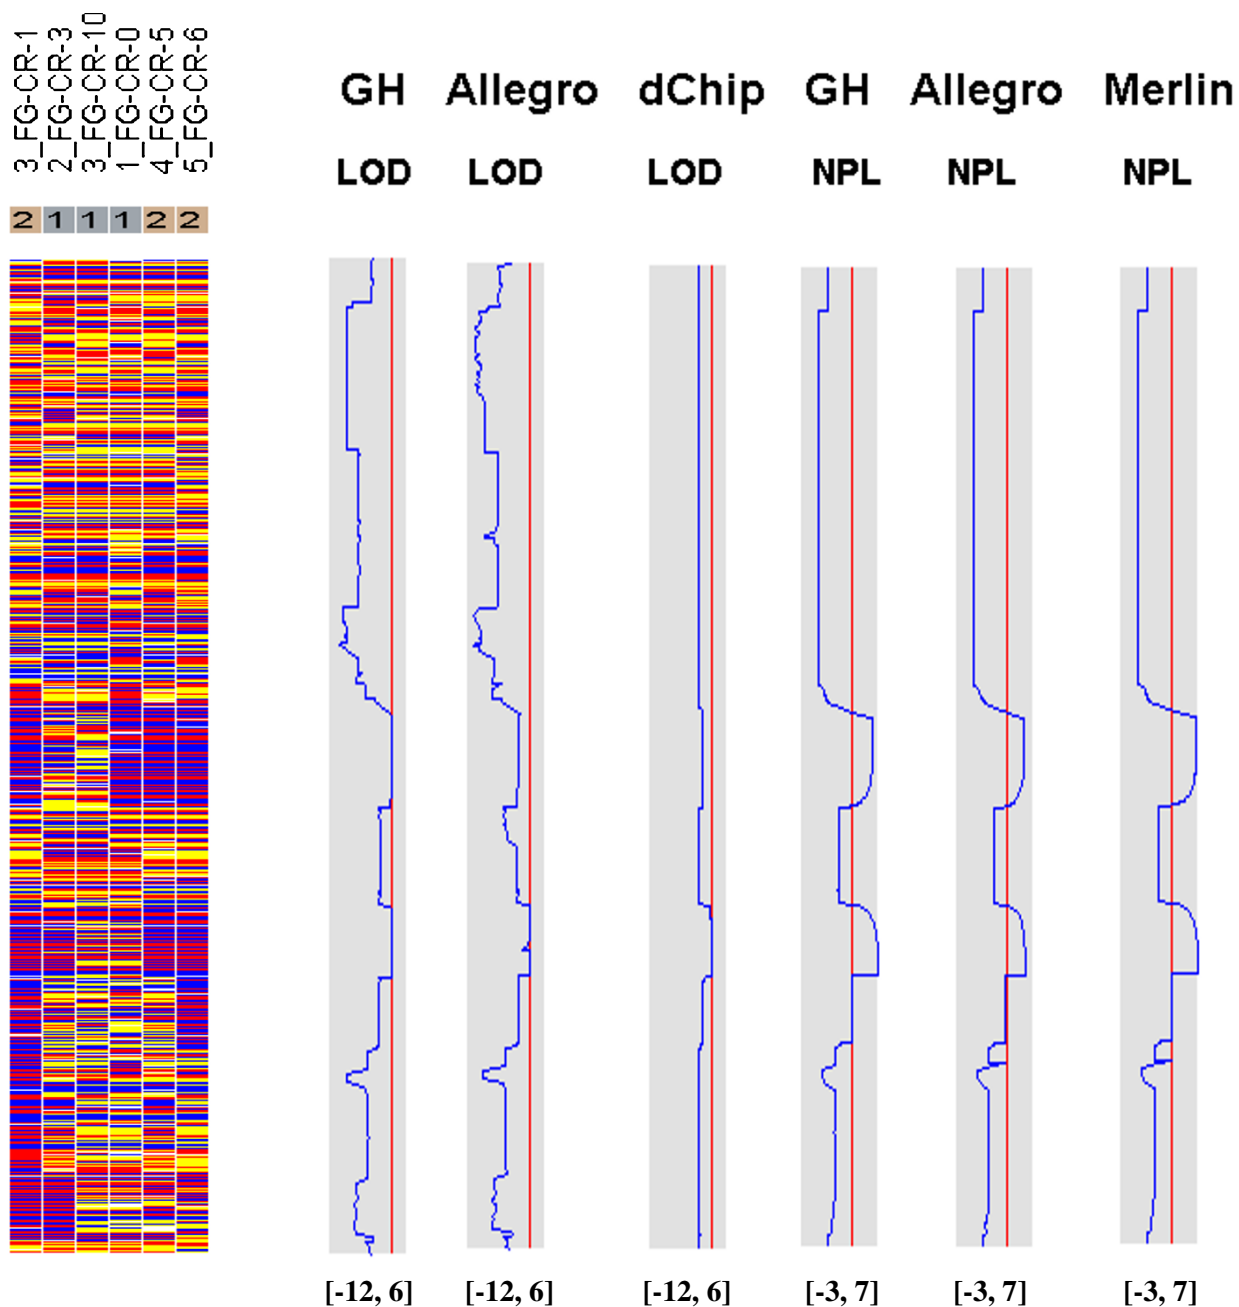 3_FG-CR-1
2_FG-CR-3
3_FG-CR-10
1_FG-CR-0
4_FG-CR-5
5_FG-CR-6
GH Allegro dChip GH Allegro Merlin
LOD LOD LOD NPL NPL NPL
2 1 1 1 2 2
[-12, 6] [-12, 6] [-12, 6] [-3, 7] [-3, 7] [-3, 7]